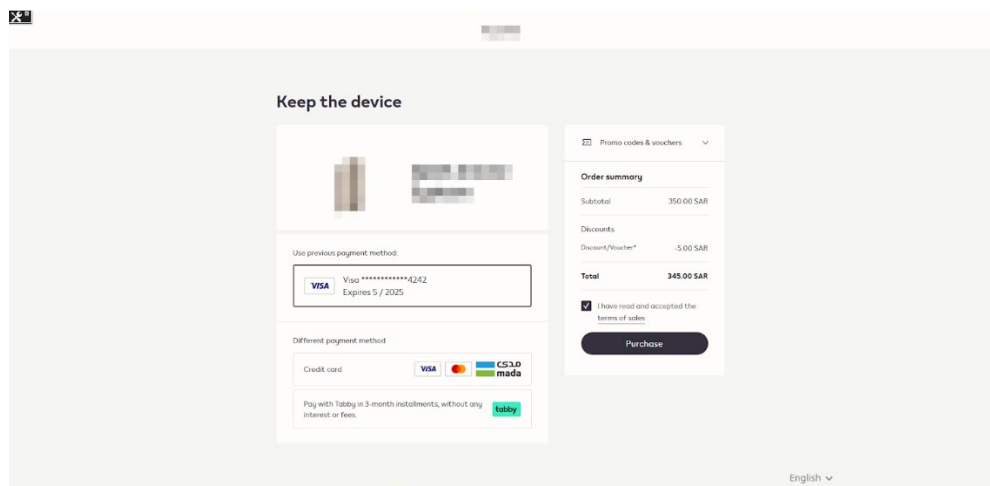 Keep the device
Use previous payment method:
VISA
Visa ************4242
Expires 5 / 2025
Different payment method
Credit card
VISA
مدى
mada
Pay with Tabby in 3-month installments, without any
interest or fees.
tabby
Promo codes & vouchers
Order summary
Subtotal 350.00 SAR
Discounts
Discount/Voucher* -5.00 SAR
Total 345.00 SAR
I have read and accepted the
terms of sales
Purchase
English